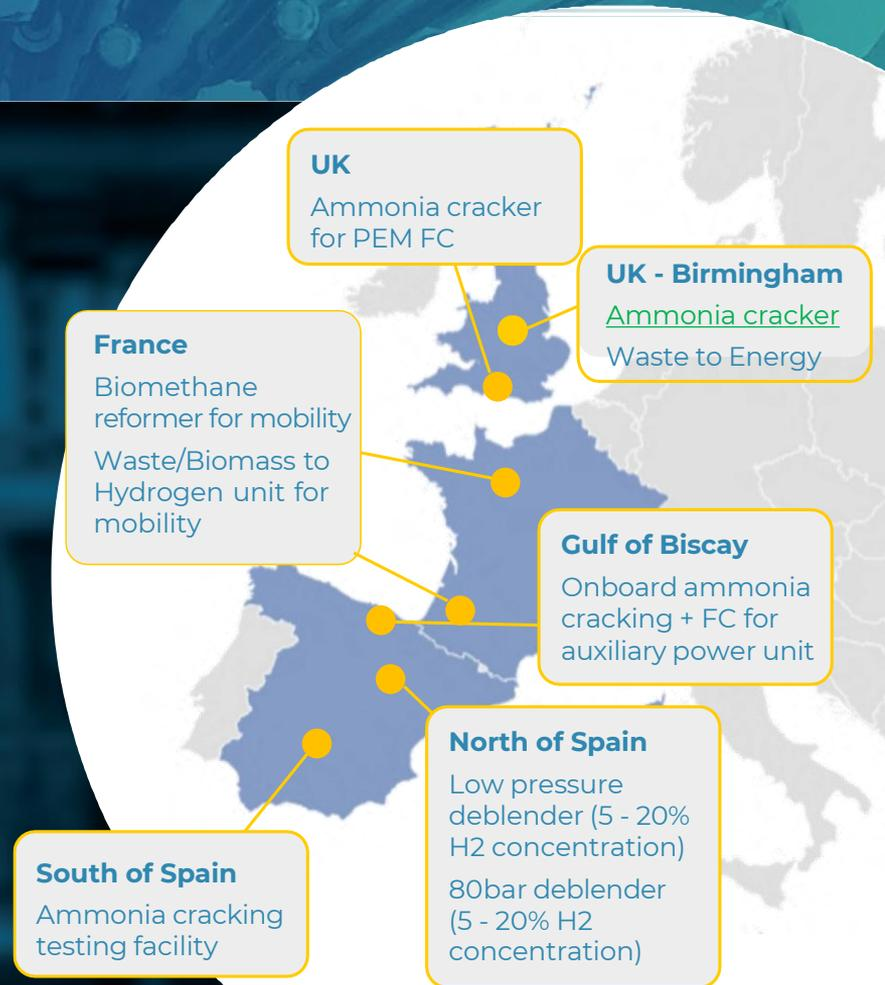 UK
Ammonia cracker
for PEM FC
UK - Birmingham
Ammonia cracker
Waste to Energy
France
Biomethane
reformer for mobility
Waste/Biomass to
Hydrogen unit for
mobility
Gulf of Biscay
Onboard ammonia
cracking + FC for
auxiliary power unit
North of Spain
Low pressure
deblender (5 - 20%
H2 concentration)
80bar deblender
(5 - 20% H2
concentration)
South of Spain
Ammonia cracking
testing facility